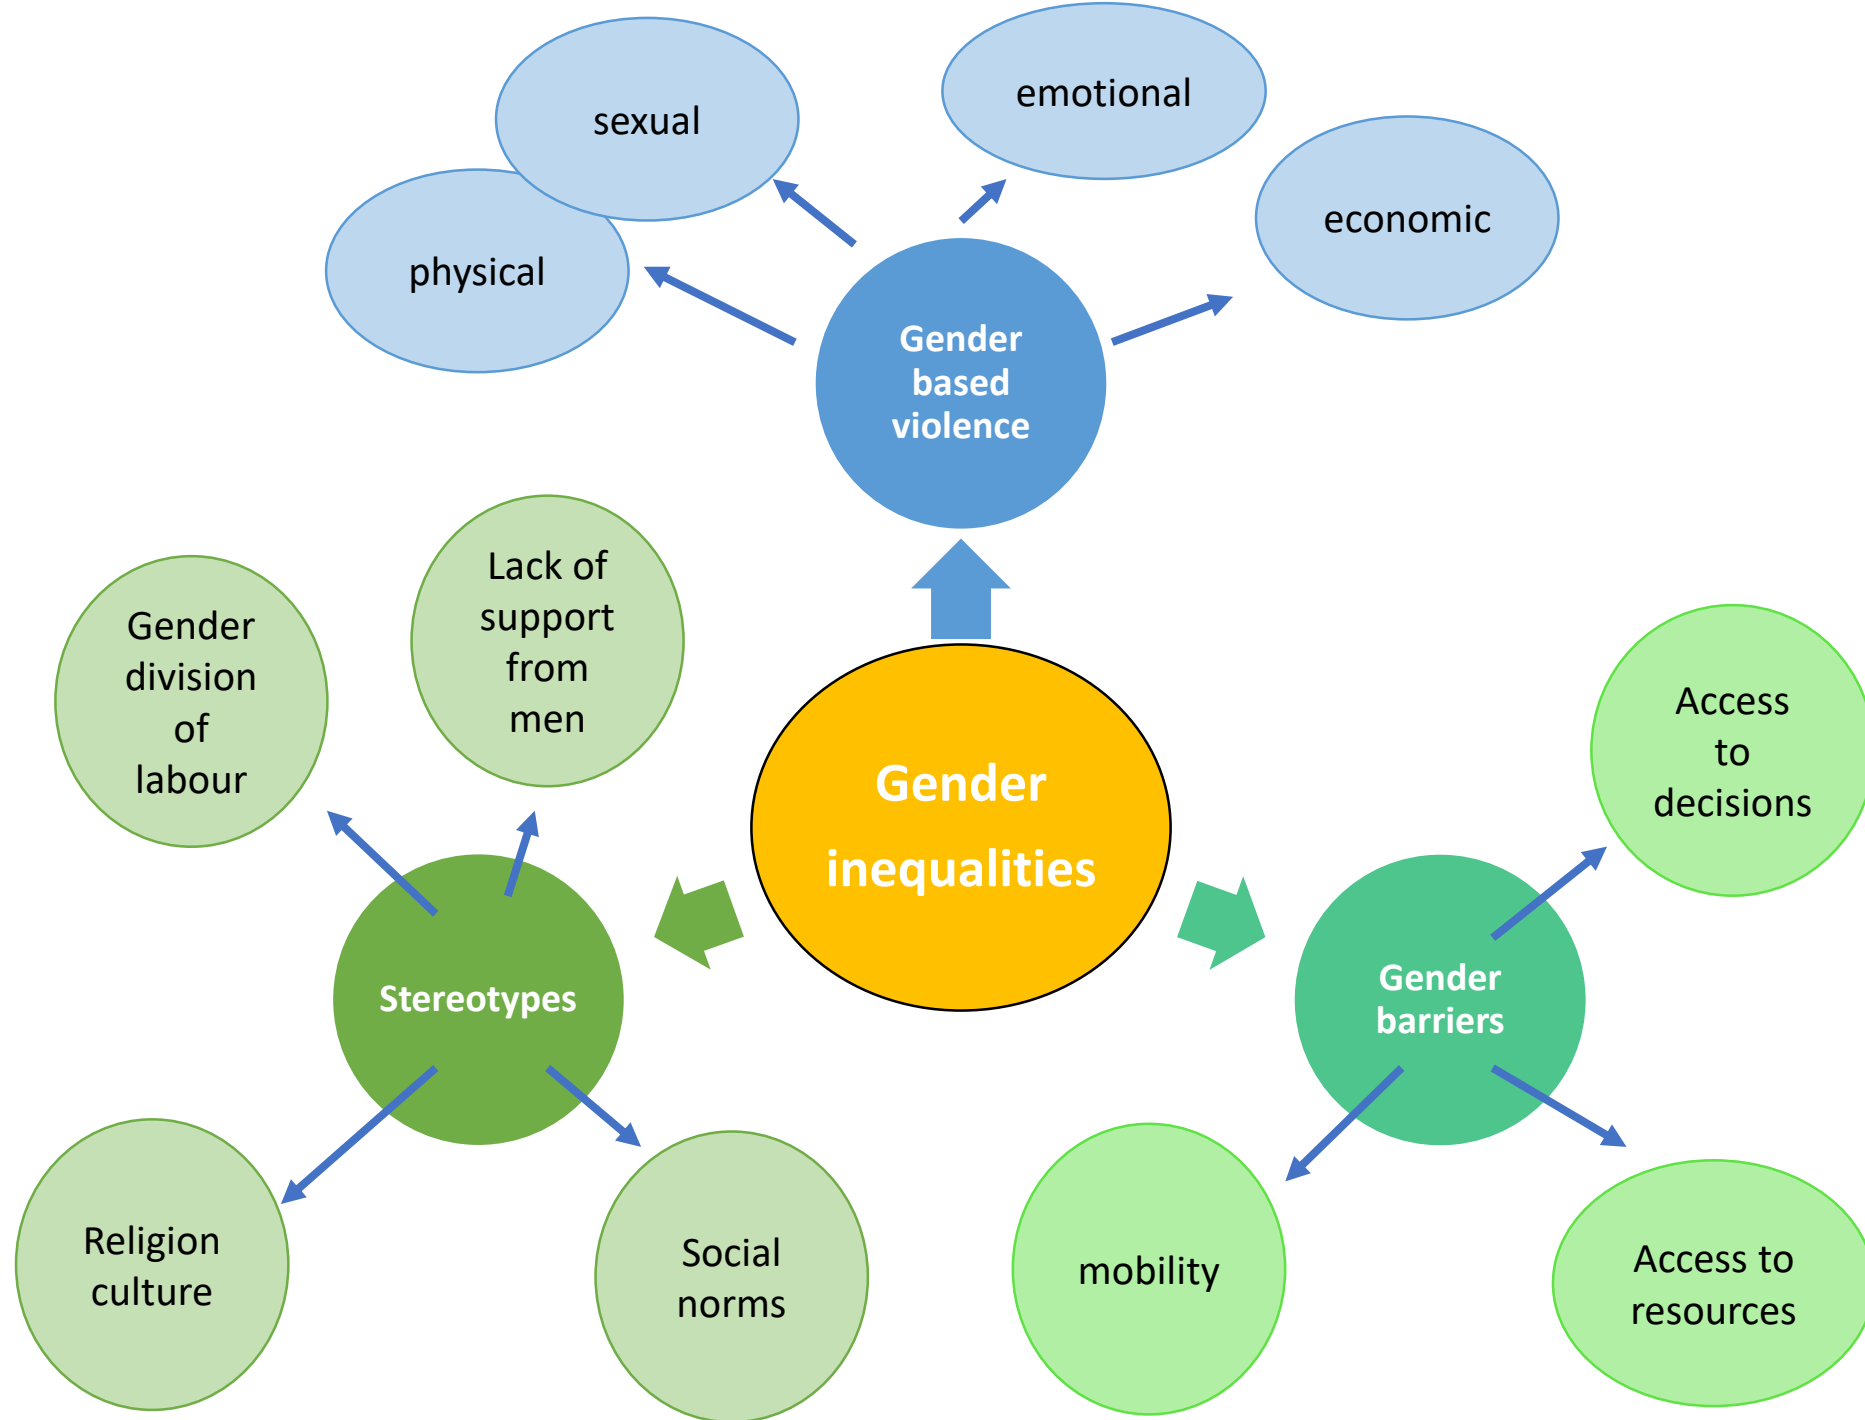 sexual
emotional
physical
economic
Gender
based
violence
Gender
division
of
labour
Lack of
support
from
men
Gender
inequalities
Access
to
decisions
Stereotypes
Gender
barriers
Religion
culture
Social
norms
mobility
Access to
resources